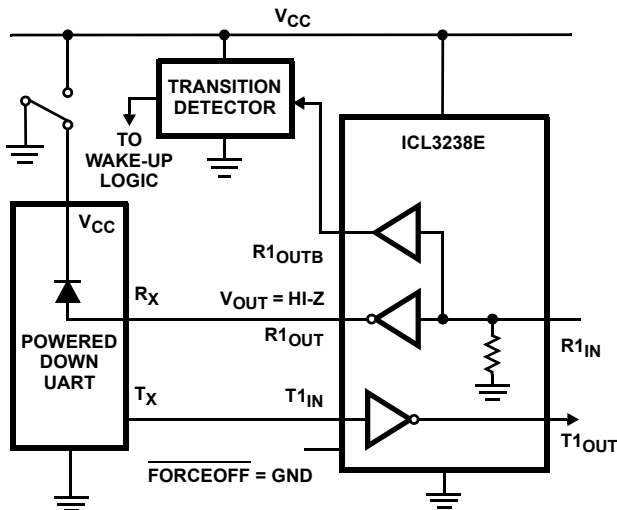 VCC
TRANSITION
DETECTOR
TO
WAKE-UP
LOGIC
ICL3238E
VCC
R1OUTB
RX
VOUT = HI-Z
R1OUT
POWERED
DOWN
UART
R1IN
TX
T1IN
T1OUT
FORCEOFF = GND